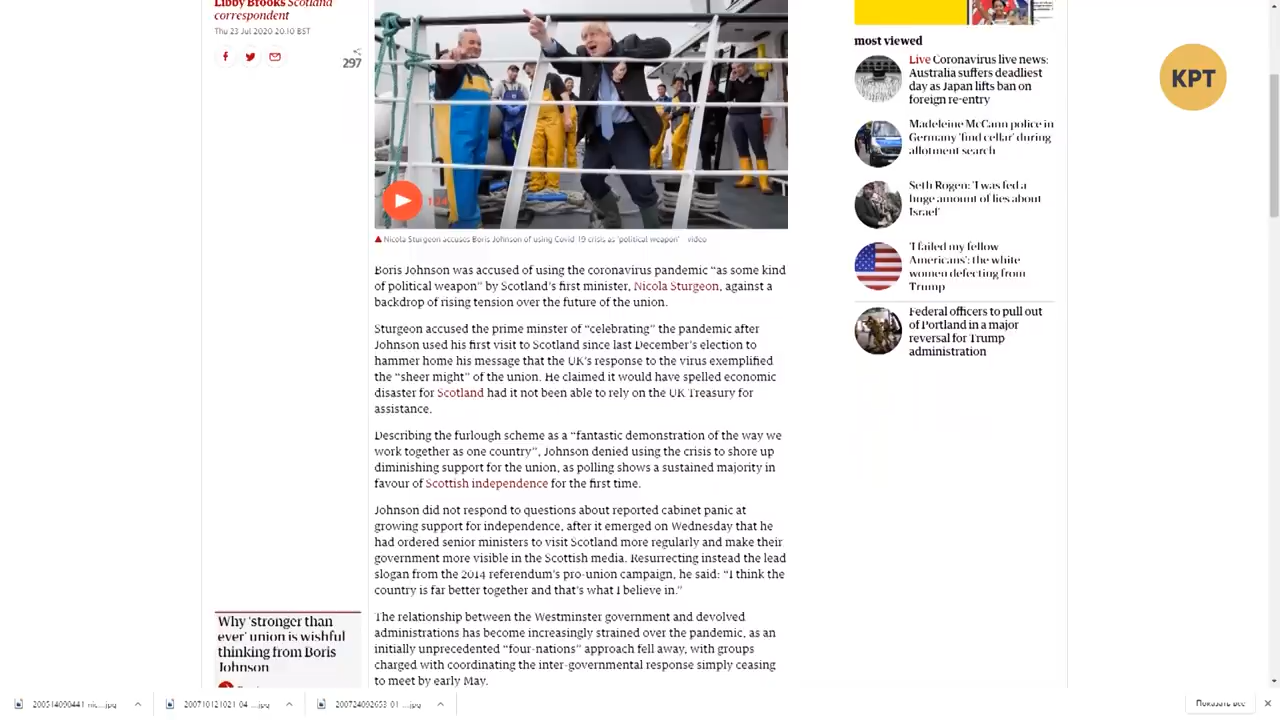 Libby Brooks Scotland
correspondent
Thu 23 Jul 2020 20.10 BST
297
1:34
Nicola Sturgeon accuses Boris Johnson of using Covid-19 crisis as 'political weapon' – video
Boris Johnson was accused of using the coronavirus pandemic “as some kind
of political weapon” by Scotland’s first minister, Nicola Sturgeon, against a
backdrop of rising tension over the future of the union.
Sturgeon accused the prime minster of “celebrating” the pandemic after
Johnson used his first visit to Scotland since last December’s election to
hammer home his message that the UK’s response to the virus exemplified
the “sheer might” of the union. He claimed it would have spelled economic
disaster for Scotland had it not been able to rely on the UK Treasury for
assistance.
Describing the furlough scheme as a “fantastic demonstration of the way we
work together as one country”, Johnson denied using the crisis to shore up
diminishing support for the union, as polling shows a sustained majority in
favour of Scottish independence for the first time.
Johnson did not respond to questions about reported cabinet panic at
growing support for independence, after it emerged on Wednesday that he
had ordered senior ministers to visit Scotland more regularly and make their
government more visible in the Scottish media. Resurrecting instead the lead
slogan from the 2014 referendum’s pro-union campaign, he said: “I think the
country is far better together and that’s what I believe in.”
The relationship between the Westminster government and devolved
administrations has become increasingly strained over the pandemic, as an
initially unprecedented “four-nations” approach fell away, with groups
charged with coordinating the inter-governmental response simply ceasing
to meet by early May.
Why 'stronger than
ever' union is wishful
thinking from Boris
Johnson
most viewed
Live Coronavirus live news:
Australia suffers deadliest
day as Japan lifts ban on
foreign re-entry
Madeleine McCann police in
Germany 'find cellar' during
allotment search
Seth Rogen: 'I was fed a
huge amount of lies about
Israel'
'I failed my fellow
Americans': the white
women defecting from
Trump
Federal officers to pull out
of Portland in a major
reversal for Trump
administration
КРТ
200514090441-nic....jpg
200710121021-04-...jpg
200724092653-01-...jpg
Показать все